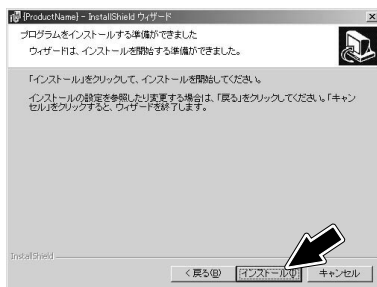 {ProductName} - InstallShield ウィザード
プログラムをインストールする準備ができました
ウィザードは、インストールを開始する準備ができました。
「インストール」をクリックして、インストールを開始してください。
インストールの設定を参照したり変更する場合は、「戻る」をクリックしてください。「キャン
セル」をクリックすると、ウィザードを終了します。
InstallShield
< 戻る(B)
インストール(I)
キャンセル